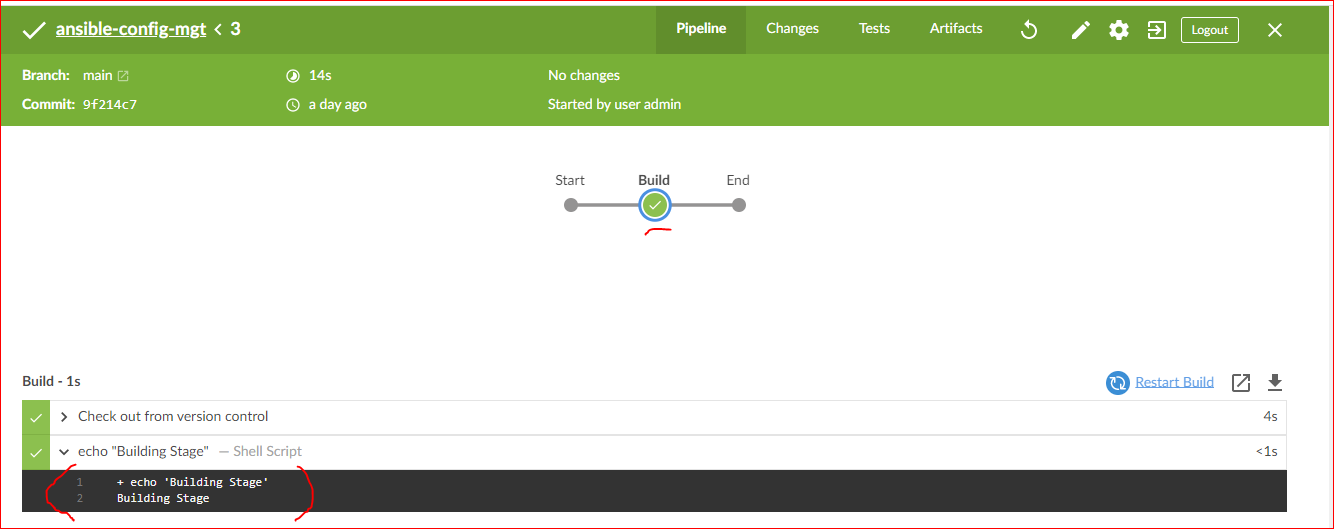 ansible-config-mgt < 3 Pipeline Changes Tests Artifacts Logout
Branch: main 14s No changes
Commit: 9f214c7 a day ago Started by user admin
Start Build End
Build - 1s Restart Build
Check out from version control 4s
echo "Building Stage" — Shell Script <1s
1 + echo 'Building Stage'
2 Building Stage